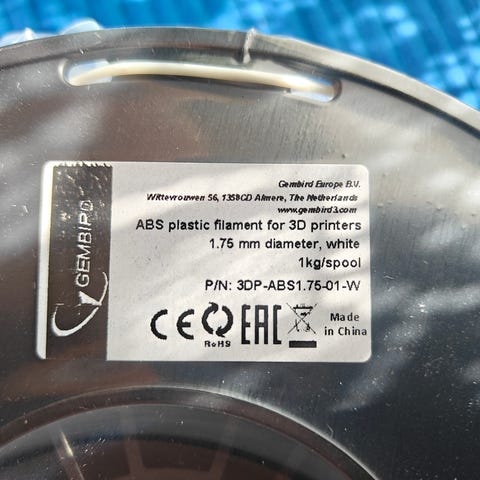 GEMBIRD
Gembird Europe B.V.
Wittevrouwen 56, 1358CD Almere, The Netherlands
www.gembird3.com
ABS plastic filament for 3D printers
1.75 mm diameter, white
1kg/spool
P/N: 3DP-ABS1.75-01-W
CE RoHS EAC Made
in China